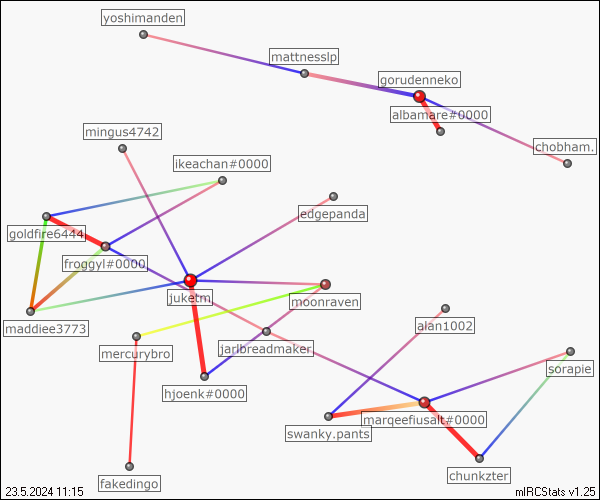 yoshimanden
mattnesslp
gorudenneko
albamare#0000
mingus4742
chobham.
ikeachan#0000
edgepanda
goldfire6444
froggyl#0000
juketm
moonraven
maddiee3773
alan1002
mercurybro
jarlbreadmaker
sorapie
hjoenk#0000
marqeefiusalt#0000
swanky.pants
chunkzter
fakedingo
23.5.2024 11:15
mIRCStats v1.25